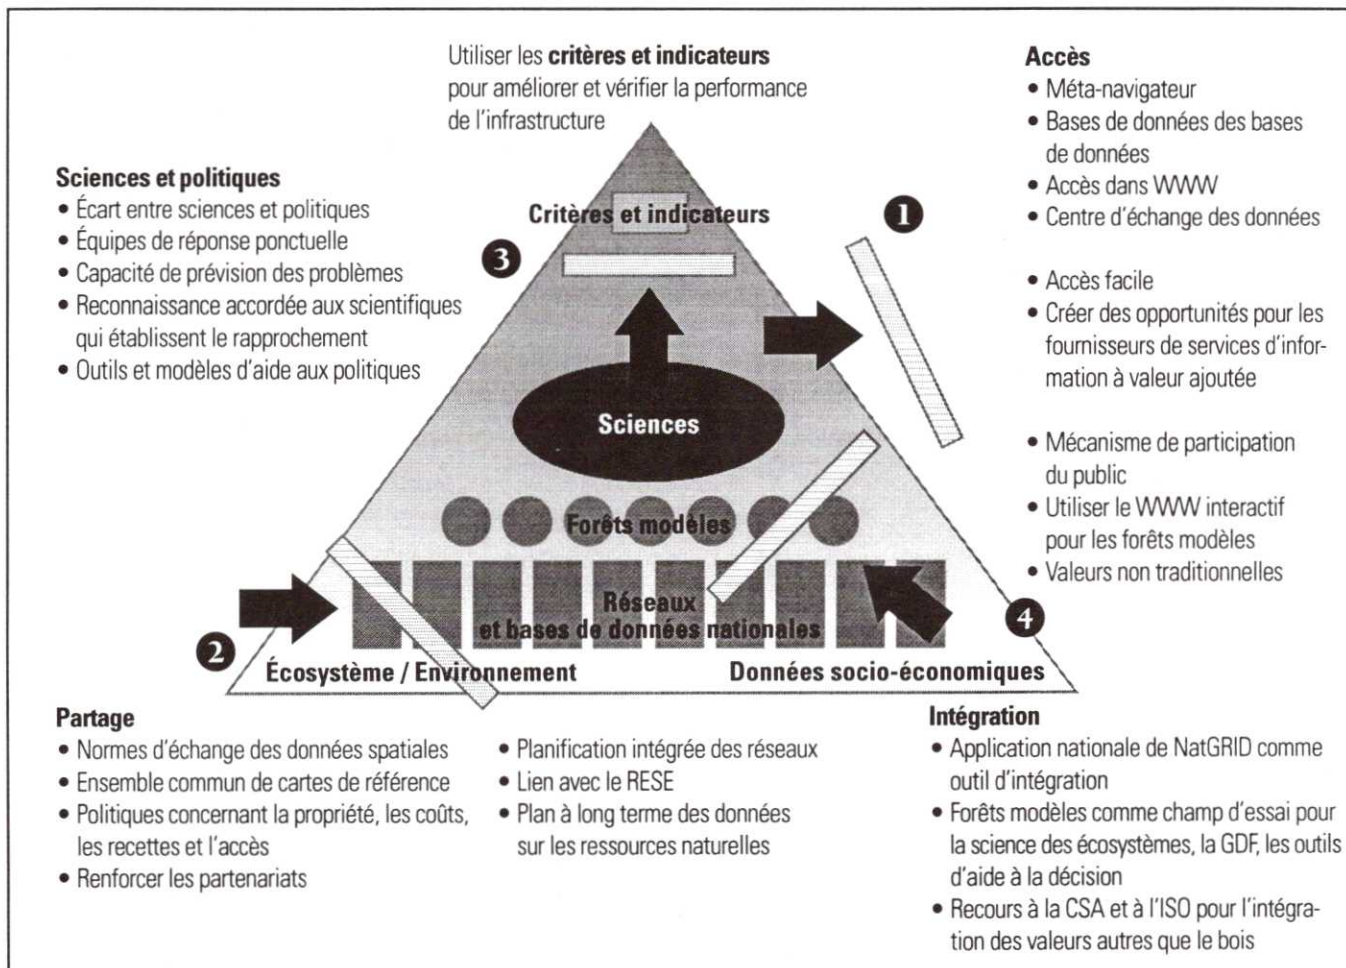 Utiliser les critères et indicateurs
pour améliorer et vérifier la performance
de l'infrastructure
Accès
• Méta-navigateur
• Bases de données des bases
de données
• Accès dans WWW
• Centre d'échange des données
• Accès facile
• Créer des opportunités pour les
fournisseurs de services d'infor-
mation à valeur ajoutée
• Mécanisme de participation
du public
• Utiliser le WWW interactif
pour les forêts modèles
• Valeurs non traditionnelles
Sciences et politiques
• Écart entre sciences et politiques
• Équipes de réponse ponctuelle
• Capacité de prévision des problèmes
• Reconnaissance accordée aux scientifiques
qui établissent le rapprochement
• Outils et modèles d'aide aux politiques
Critères et indicateurs
1
3
Sciences
Forêts modèles
Réseaux
et bases de données nationales
2
4
Écosystème / Environnement
Données socio-économiques
Partage
• Normes d'échange des données spatiales
• Ensemble commun de cartes de référence
• Politiques concernant la propriété, les coûts,
les recettes et l'accès
• Renforcer les partenariats
• Planification intégrée des réseaux
• Lien avec le RESE
• Plan à long terme des données
sur les ressources naturelles
Intégration
• Application nationale de NatGRID comme
outil d'intégration
• Forêts modèles comme champ d'essai pour
la science des écosystèmes, la GDF, les outils
d'aide à la décision
• Recours à la CSA et à l'ISO pour l'intégra-
tion des valeurs autres que le bois